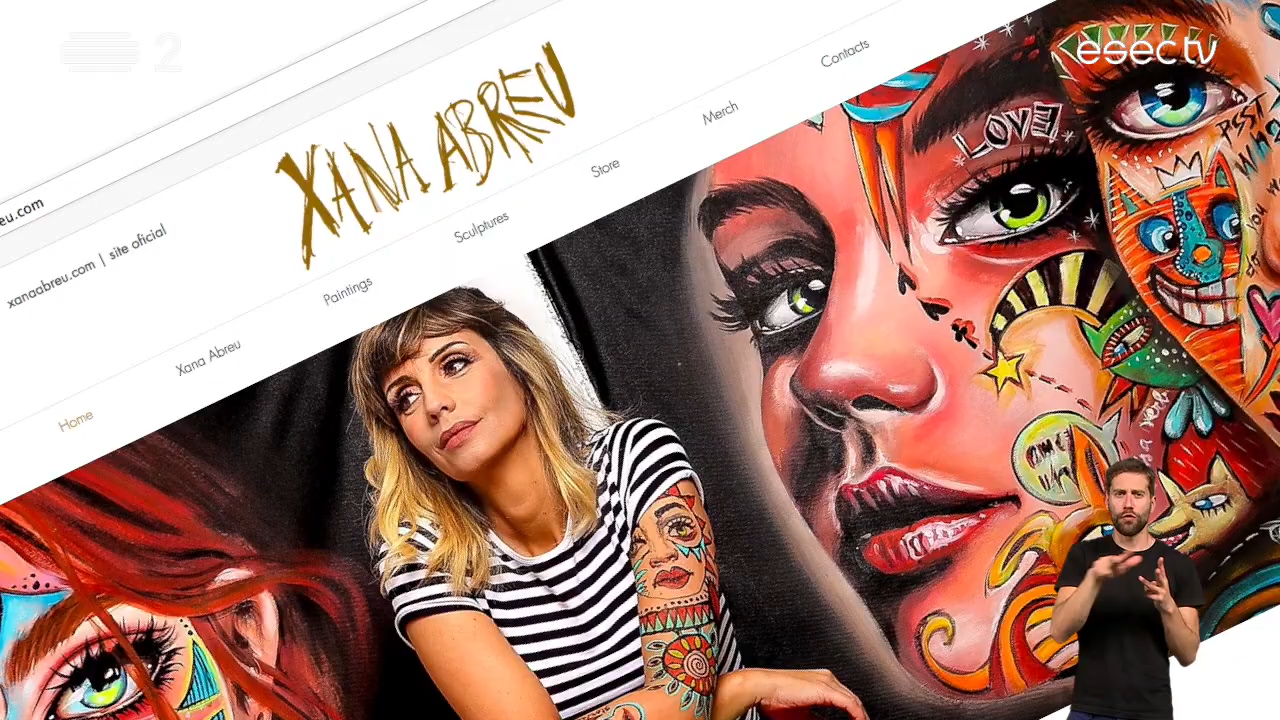 2
esec tv
eu.com
xanaabreu.com | site oficial
XANA ABREU
Home
Xana Abreu
Paintings
Sculptures
Store
Merch
Contacts
LOVE
PSST